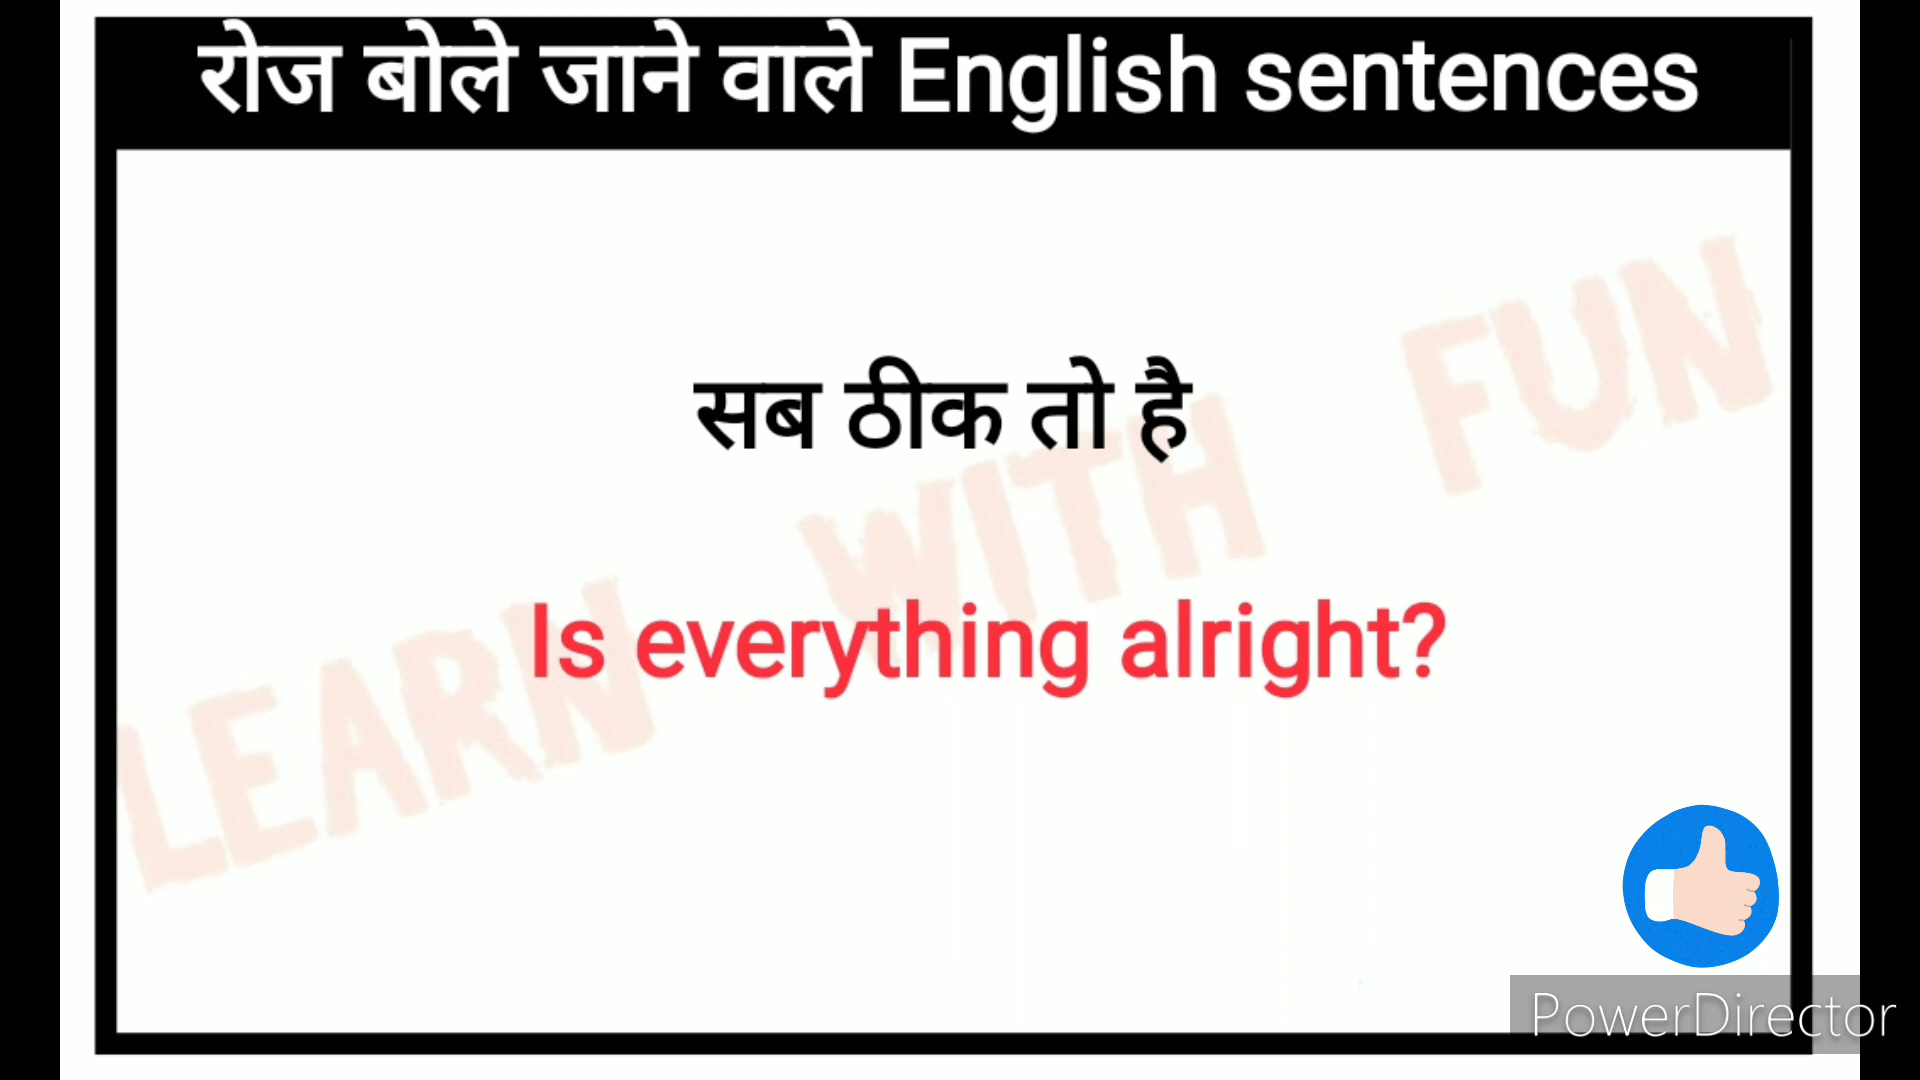 रोज बोले जाने वाले English sentences
सब ठीक तो है
Is everything alright?
LEARN WITH FUN
PowerDirector